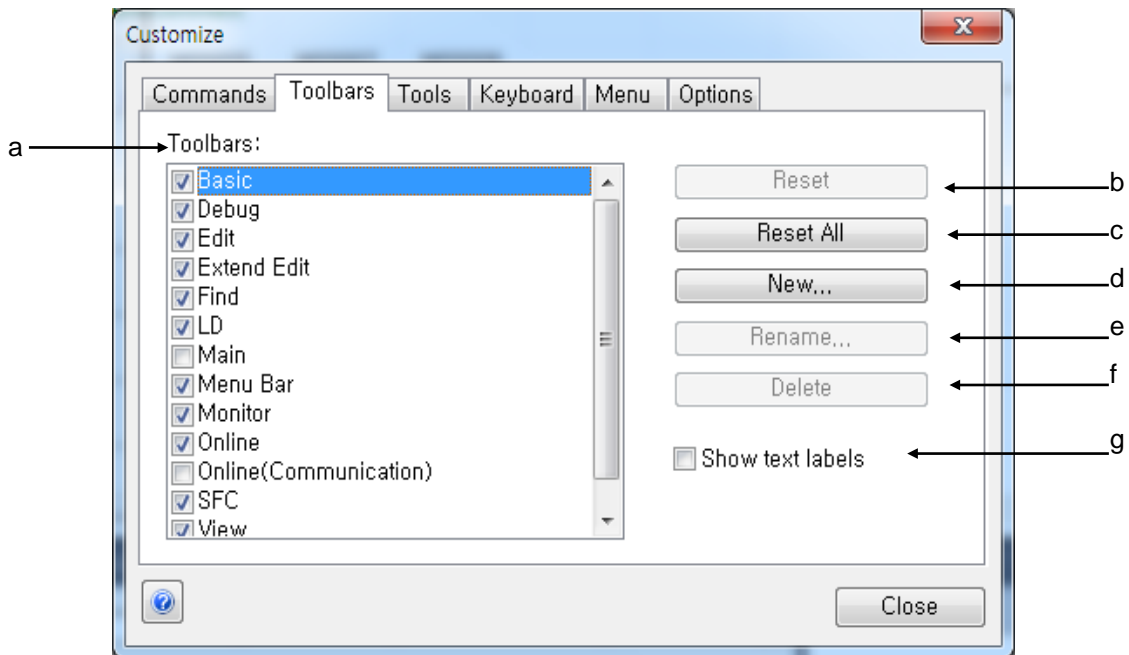 Customize
Commands Toolbars Tools Keyboard Menu Options
a
Toolbars:
Basic
Debug
Edit
Extend Edit
Find
LD
Main
Menu Bar
Monitor
Online
Online(Communication)
SFC
View
Reset
b
Reset All
c
New...
d
Rename...
e
Delete
f
Show text labels
g
Close